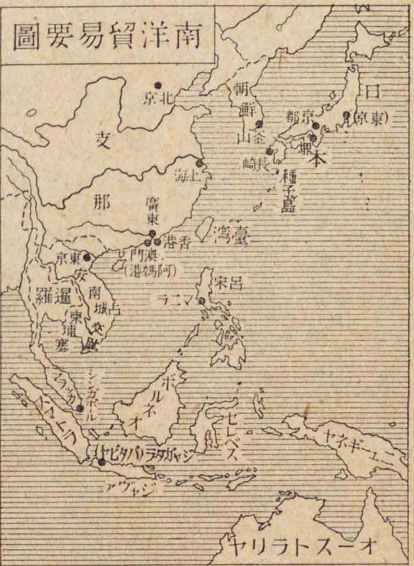 南洋貿易要圖
日本
(東京)
京都
堺
長崎
種子島
朝鮮
釜山
北京
支那
上海
廣東
香港
澳門
(阿媽港)
臺灣
呂宋
マニラ
東京
安南
占城
交趾
暹羅
柬埔寨
マラッカ
シンガポール
スマトラ
ボルネオ
セレベス
ジャガタラ(バタビヤ)
ジャヴァ
ニューギネヤ
オーストラリヤ